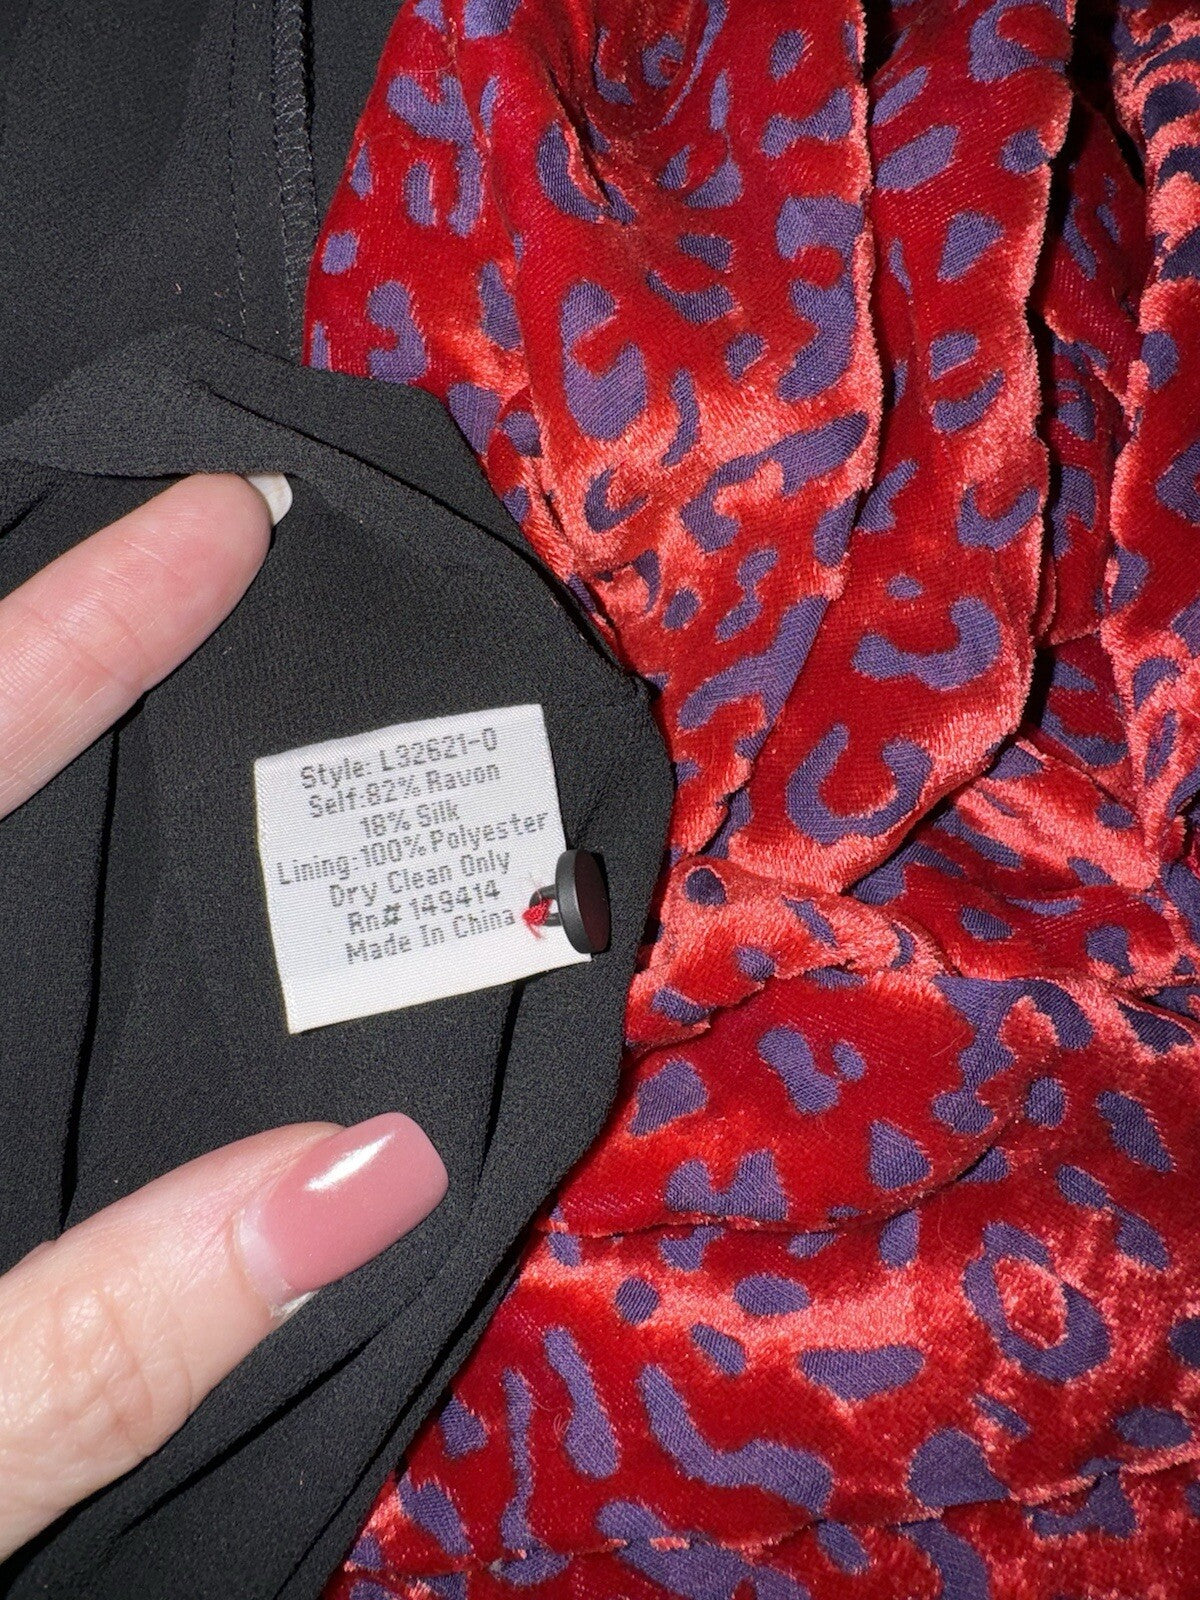 Style: L32621-0
Self:82% Rayon
18% Silk
Lining:100% Polyester
Dry Clean Only
Rn# 149414
Made In China